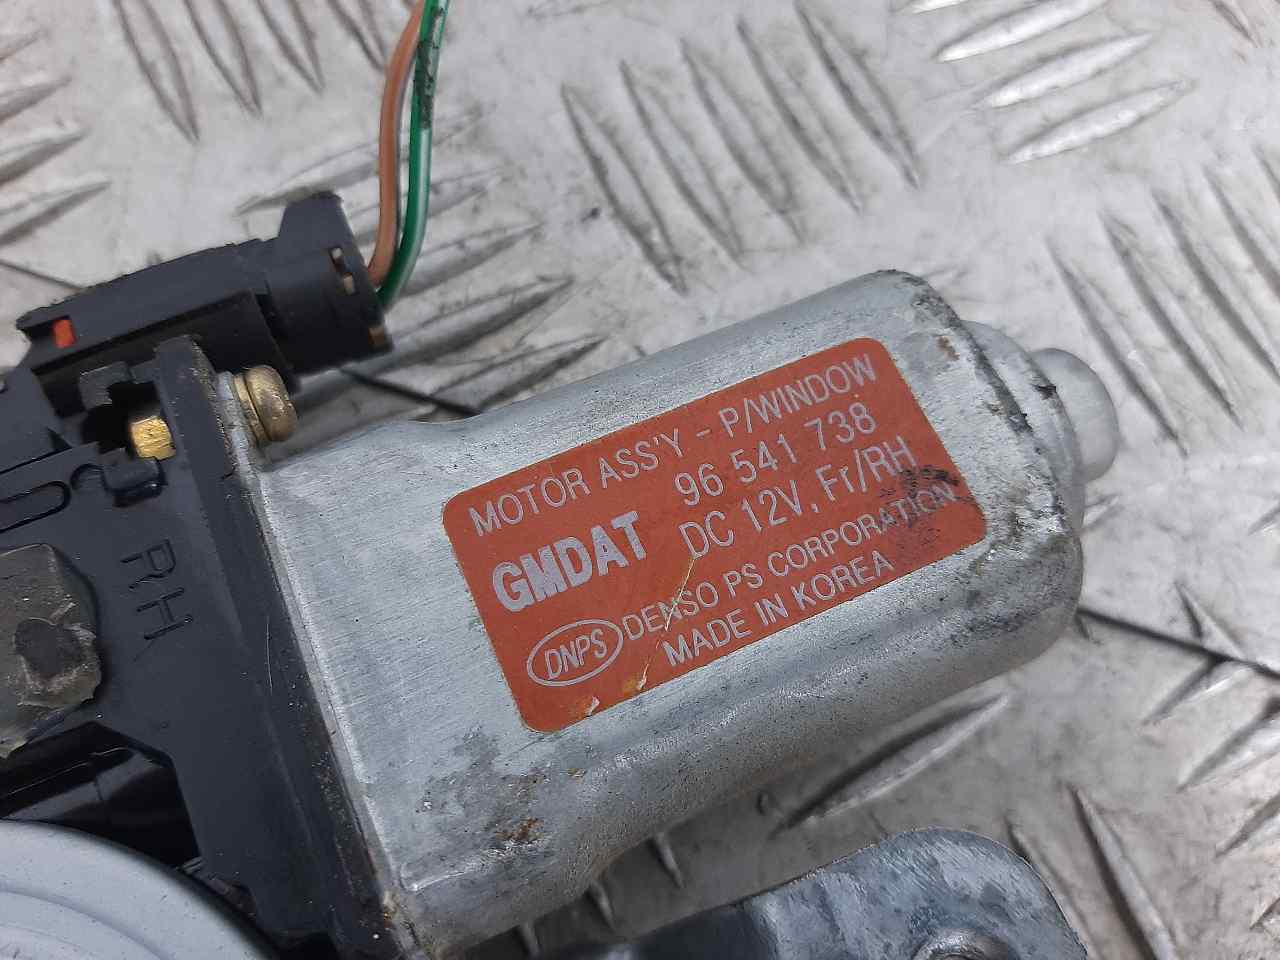 MOTOR ASS'Y - P/WINDOW
GMDAT 96 541 738
DC 12V, Fr/RH
DNPS DENSO PS CORPORATION
MADE IN KOREA
RH